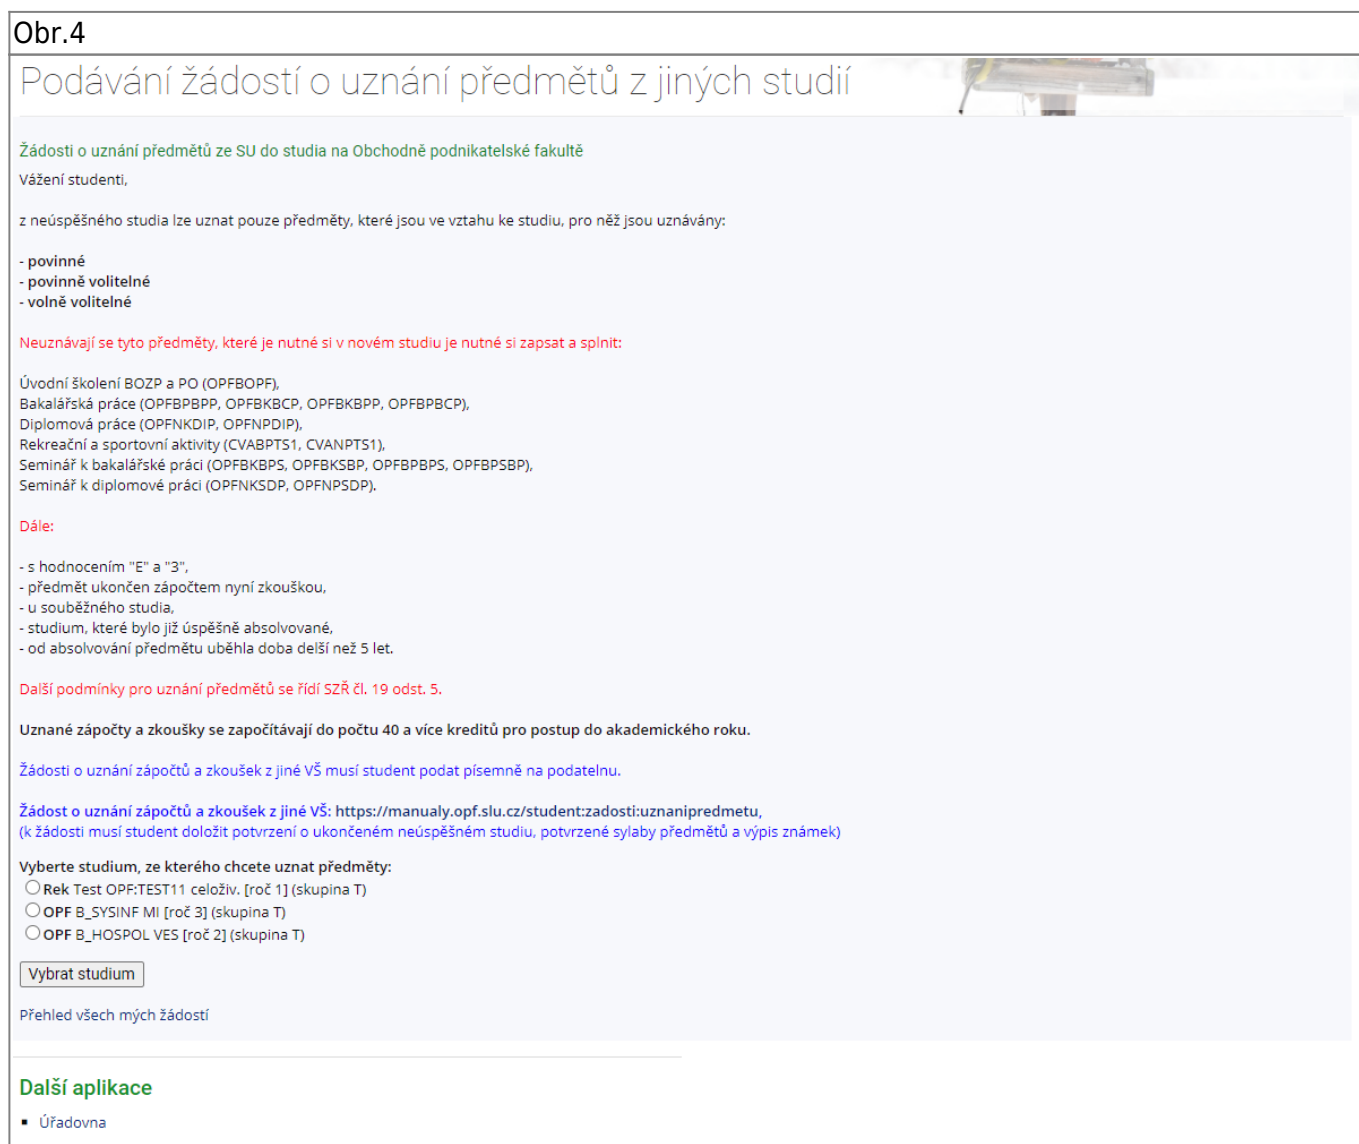 Obr.4
Podávání žádostí o uznání předmětů z jiných studií
Žádosti o uznání předmětů ze SU do studia na Obchodně podnikatelské fakultě
Vážení studenti,
z neúspěšného studia lze uznat pouze předměty, které jsou ve vztahu ke studiu, pro něž jsou uznávány:
- povinné
- povinně volitelné
- volně volitelné
Neuznávají se tyto předměty, které je nutné si v novém studiu je nutné si zapsat a splnit:
Úvodní školení BOZP a PO (OPFBOPF),
Bakalářská práce (OPFBPBPP, OPFBKBCP, OPFBKBPP, OPFBPBCP),
Diplomová práce (OPFNKDIP, OPFNPDIP),
Rekreační a sportovní aktivity (CVABPTS1, CVANPTS1),
Seminář k bakalářské práci (OPFBKBPS, OPFBKSBP, OPFBPBPS, OPFBPSBP),
Seminář k diplomové práci (OPFNKSDP, OPFNPSDP).
Dále:
- s hodnocením "E" a "3",
- předmět ukončen zápočtem nyní zkouškou,
- u souběžného studia,
- studium, které bylo již úspěšně absolvované,
- od absolvování předmětu uběhla doba delší než 5 let.
Další podmínky pro uznání předmětů se řídí SZŘ čl. 19 odst. 5.
Uznané zápočty a zkoušky se započítávají do počtu 40 a více kreditů pro postup do akademického roku.
Žádosti o uznání zápočtů a zkoušek z jiné VŠ musí student podat písemně na podatelnu.
Žádost o uznání zápočtů a zkoušek z jiné VŠ: https://manualy.opf.slu.cz/student:zadosti:uznanipredmetu,
(k žádosti musí student doložit potvrzení o ukončeném neúspěšném studiu, potvrzené sylaby předmětů a výpis známek)
Vyberte studium, ze kterého chcete uznat předměty:
Rek Test OPF:TEST11 celoživ. [roč 1] (skupina T)
OPF B_SYSINF MI [roč 3] (skupina T)
OPF B_HOSPOL VES [roč 2] (skupina T)
Vybrat studium
Přehled všech mých žádostí
Další aplikace
▪ Úřadovna